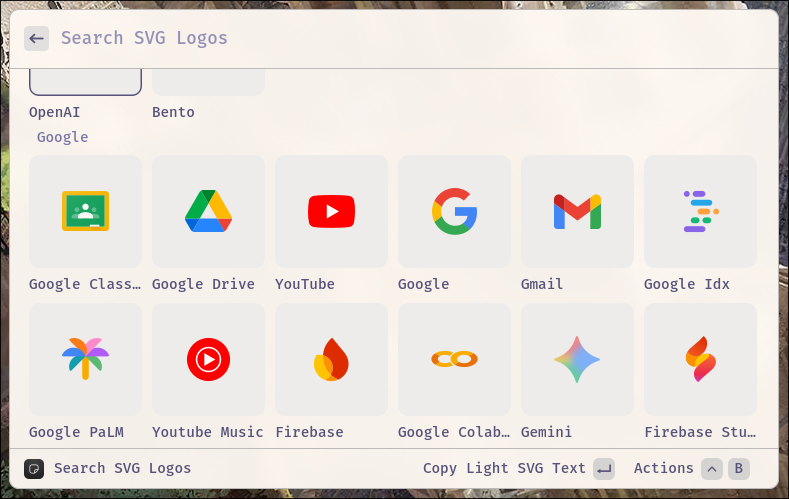 Search SVG Logos
OpenAI
Bento
Google
Google Class…
Google Drive
YouTube
Google
Gmail
Google Idx
Google PaLM
Youtube Music
Firebase
Google Colab…
Gemini
Firebase Stu…
Search SVG Logos
Copy Light SVG Text
Actions
B